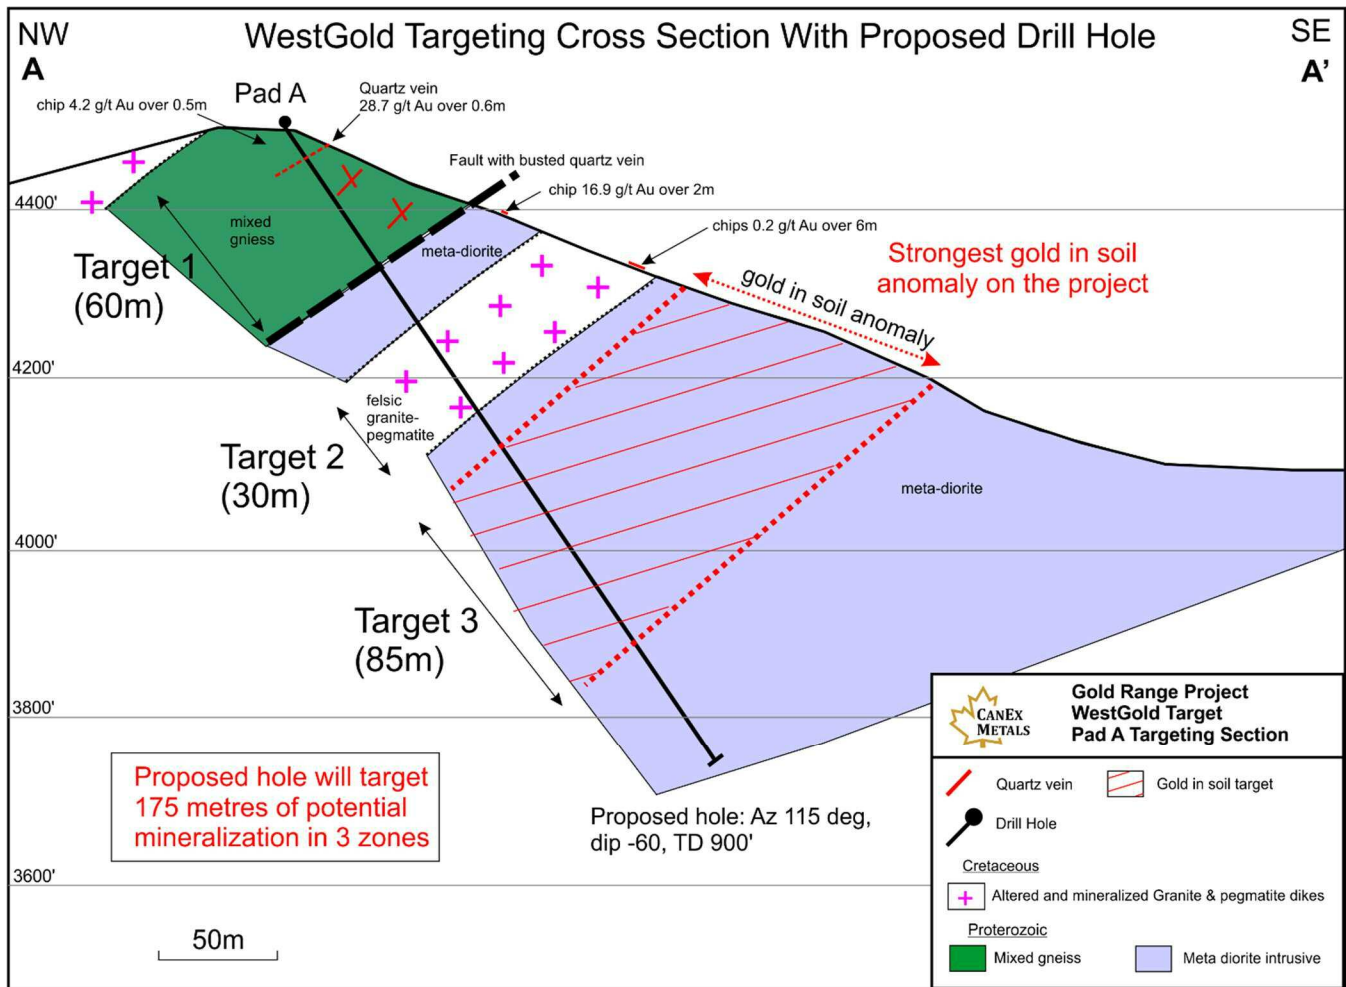 NW
WestGold Targeting Cross Section With Proposed Drill Hole
SE
A
A'
Pad A
chip 4.2 g/t Au over 0.5m
Quartz vein
28.7 g/t Au over 0.6m
Fault with busted quartz vein
chip 16.9 g/t Au over 2m
4400'
mixed
gniess
meta-diorite
chips 0.2 g/t Au over 6m
Target 1
(60m)
Strongest gold in soil
anomaly on the project
gold in soil anomaly
4200'
felsic
granite-
pegmatite
Target 2
(30m)
meta-diorite
4000'
Target 3
(85m)
3800'
Proposed hole will target
175 metres of potential
mineralization in 3 zones
Proposed hole: Az 115 deg,
dip -60, TD 900'
3600'
50m
CANEX
METALS
Gold Range Project
WestGold Target
Pad A Targeting Section
Quartz vein
Gold in soil target
Drill Hole
Cretaceous
Altered and mineralized Granite & pegmatite dikes
Proterozoic
Mixed gneiss
Meta diorite intrusive